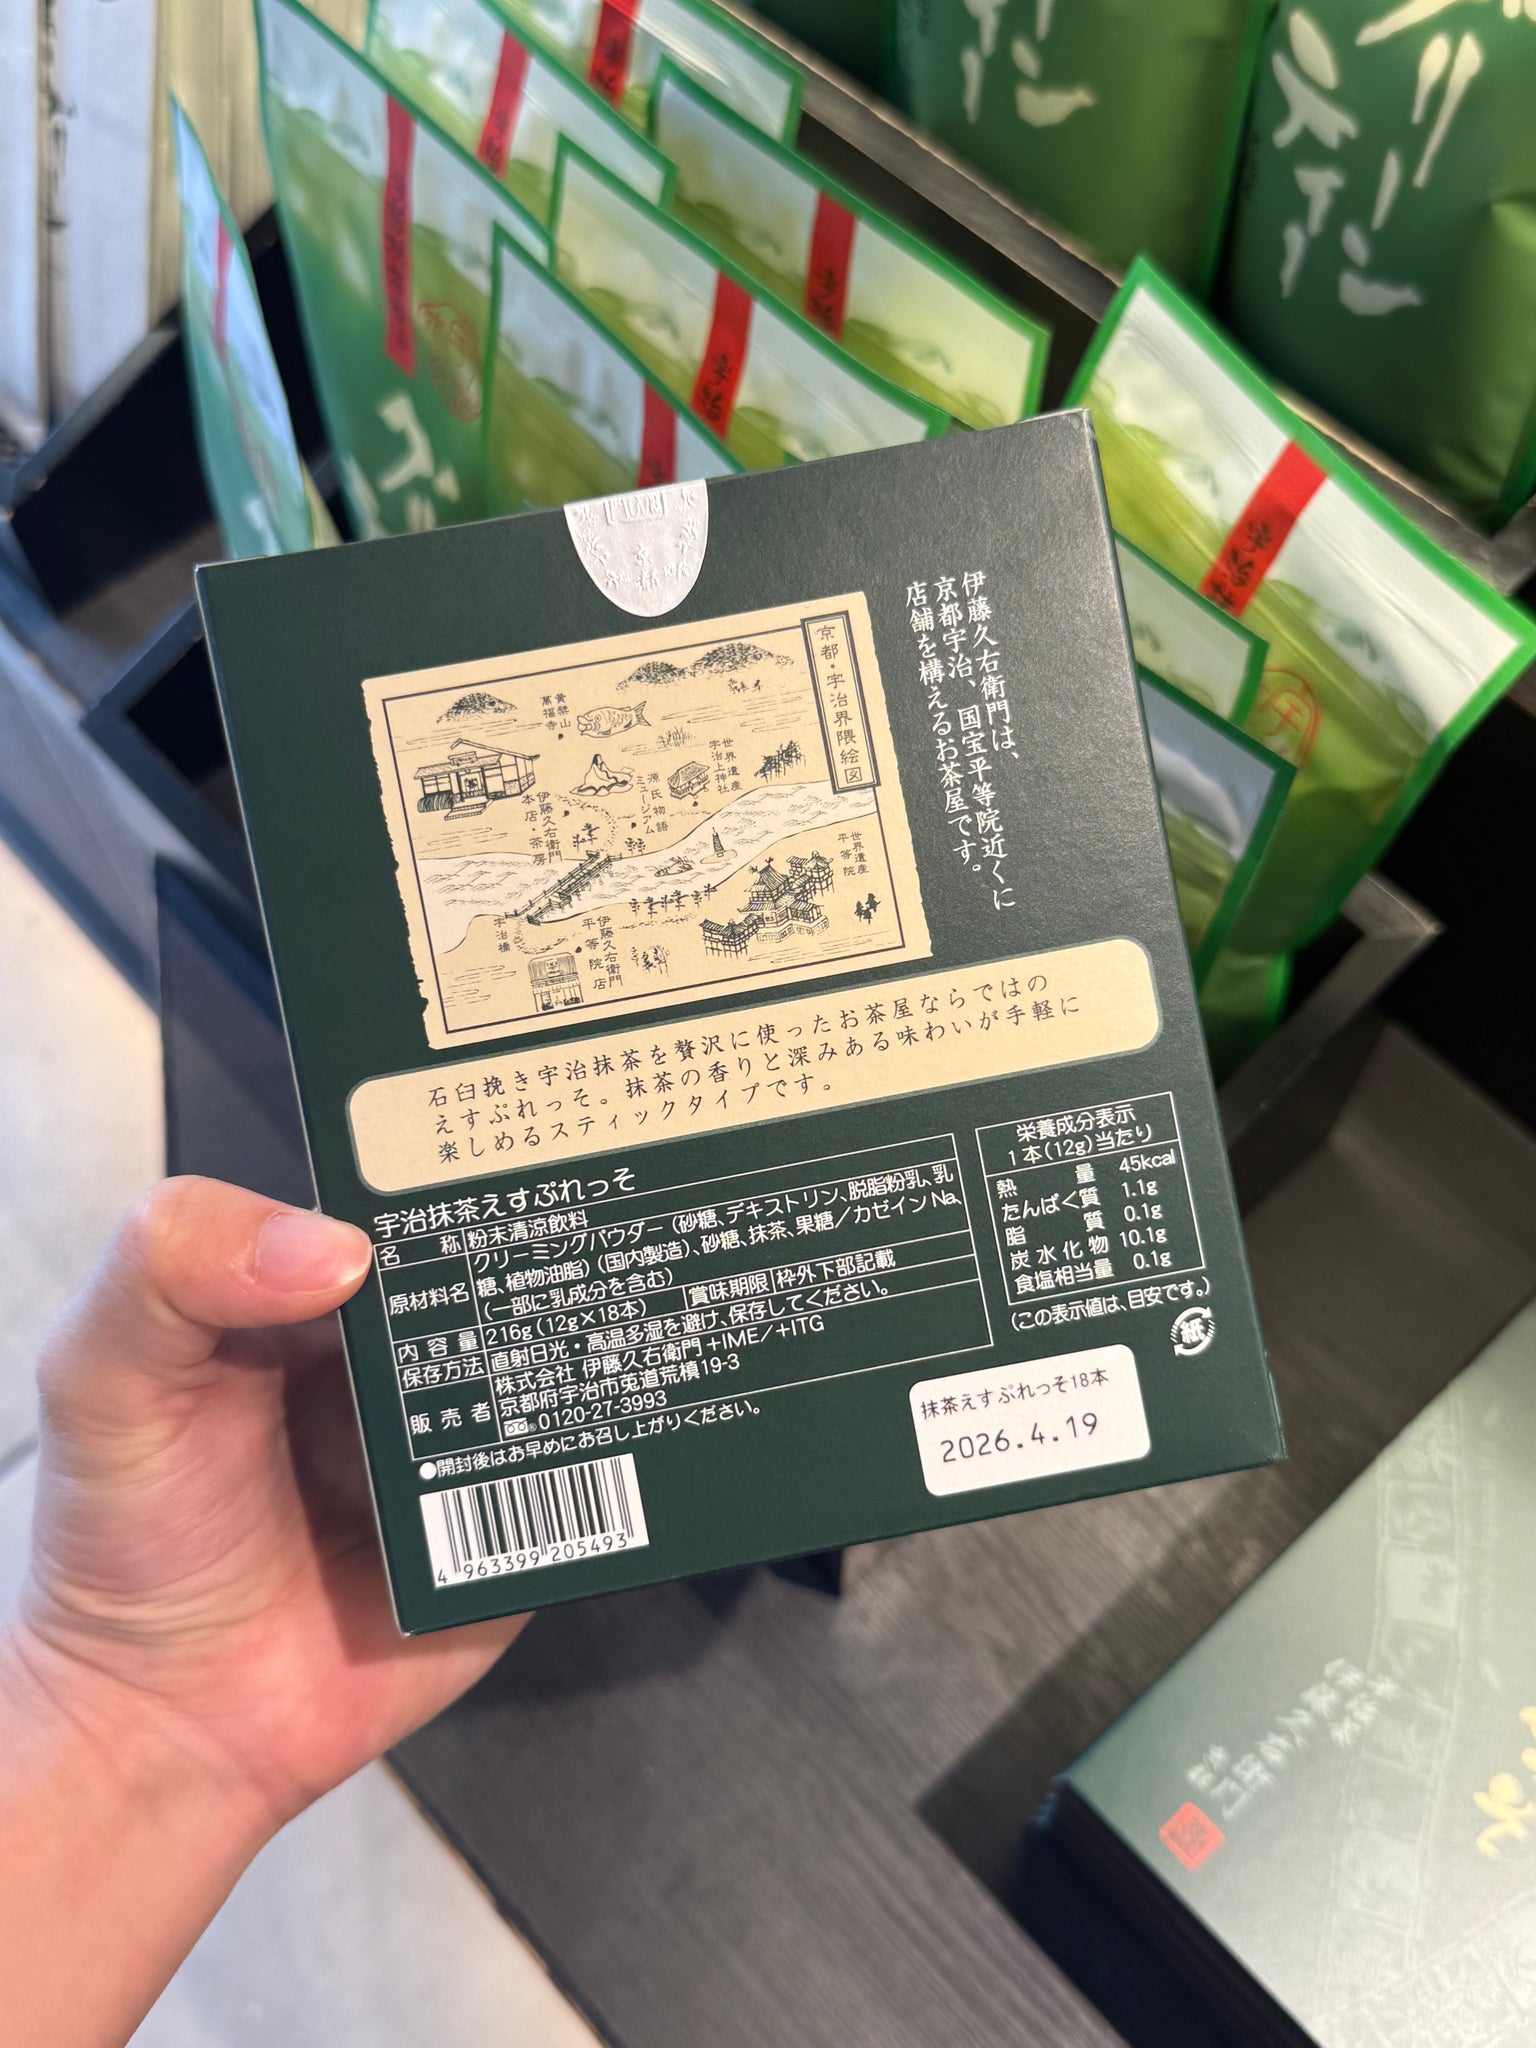 京都・宇治界隈絵図
黄檗山
萬福寺
世界遺産
宇治上神社
源氏物語
ミュージアム
伊藤久右衛門
本店・茶房
世界遺産
平等院
宇治橋
伊藤久右衛門
平等院店
伊藤久右衛門は、
京都宇治、国宝平等院近くに
店舗を構えるお茶屋です。
石臼挽き宇治抹茶を贅沢に使ったお茶屋ならではの
えすぷれっそ。抹茶の香りと深みある味わいが手軽に
楽しめるスティックタイプです。
宇治抹茶えすぷれっそ
名称 粉末清涼飲料
原材料名 クリーミングパウダー(砂糖、デキストリン、脱脂粉乳、乳
糖、植物油脂)(国内製造)、砂糖、抹茶、果糖/カゼインNa、
(一部に乳成分を含む)
内容量 216g(12g×18本) 賞味期限 枠外下部記載
保存方法 直射日光・高温多湿を避け、保存してください。
販売者 株式会社 伊藤久右衛門+IME/+ITG
京都府宇治市莵道荒槙19-3
0120-27-3993
●開封後はお早めにお召し上がりください。
栄養成分表示
1本(12g)当たり
熱量 45kcal
たんぱく質 1.1g
脂質 0.1g
炭水化物 10.1g
食塩相当量 0.1g
(この表示値は、目安です。)
紙
抹茶えすぷれっそ18本
2026.4.19
4 963399 205493